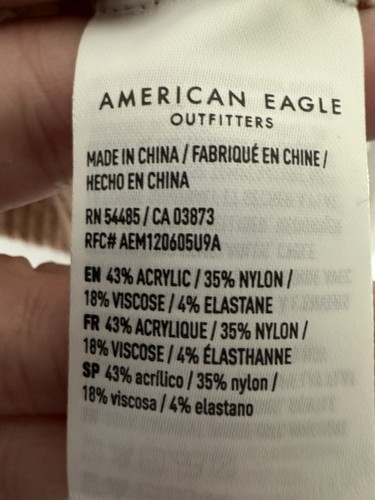 AMERICAN EAGLE
OUTFITTERS
MADE IN CHINA / FABRIQUÉ EN CHINE /
HECHO EN CHINA
RN 54485 / CA 03873
RFC# AEM120605U9A
EN 43% ACRYLIC / 35% NYLON /
18% VISCOSE / 4% ELASTANE
FR 43% ACRYLIQUE / 35% NYLON /
18% VISCOSE / 4% ÉLASTHANNE
SP 43% acrílico / 35% nylon /
18% viscosa / 4% elastano